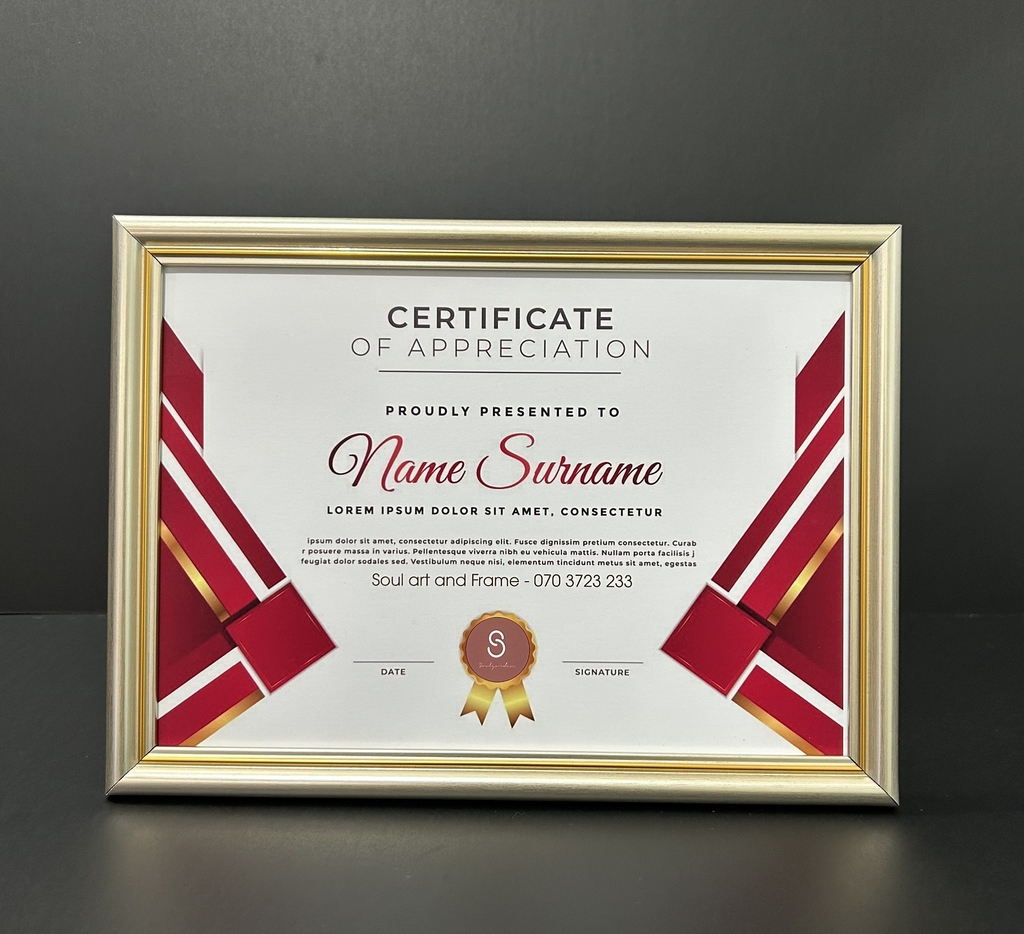 CERTIFICATE
OF APPRECIATION
PROUDLY PRESENTED TO
Name Surname
LOREM IPSUM DOLOR SIT AMET, CONSECTETUR
ipsum dolor sit amet, consectetur adipiscing elit. Fusce dignissim pretium consectetur. Curab
r posuere massa in varius. Pellentesque viverra nibh eu vehicula mattis. Nullam porta facilisis j
feugiat dolor sodales sed. Vestibulum neque nisi, elementum tincidunt metus sit amet, egestas
Soul art and Frame - 070 3723 233
DATE
SIGNATURE